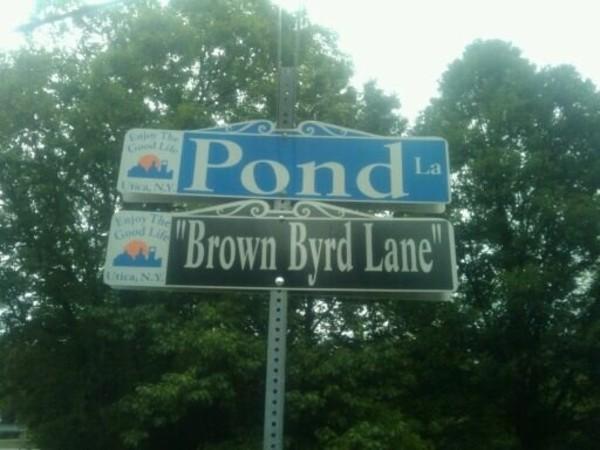 Enjoy The
Good Life
Utica, N.Y.
Pond La
Enjoy The
Good Life
Utica, N.Y.
"Brown Byrd Lane"